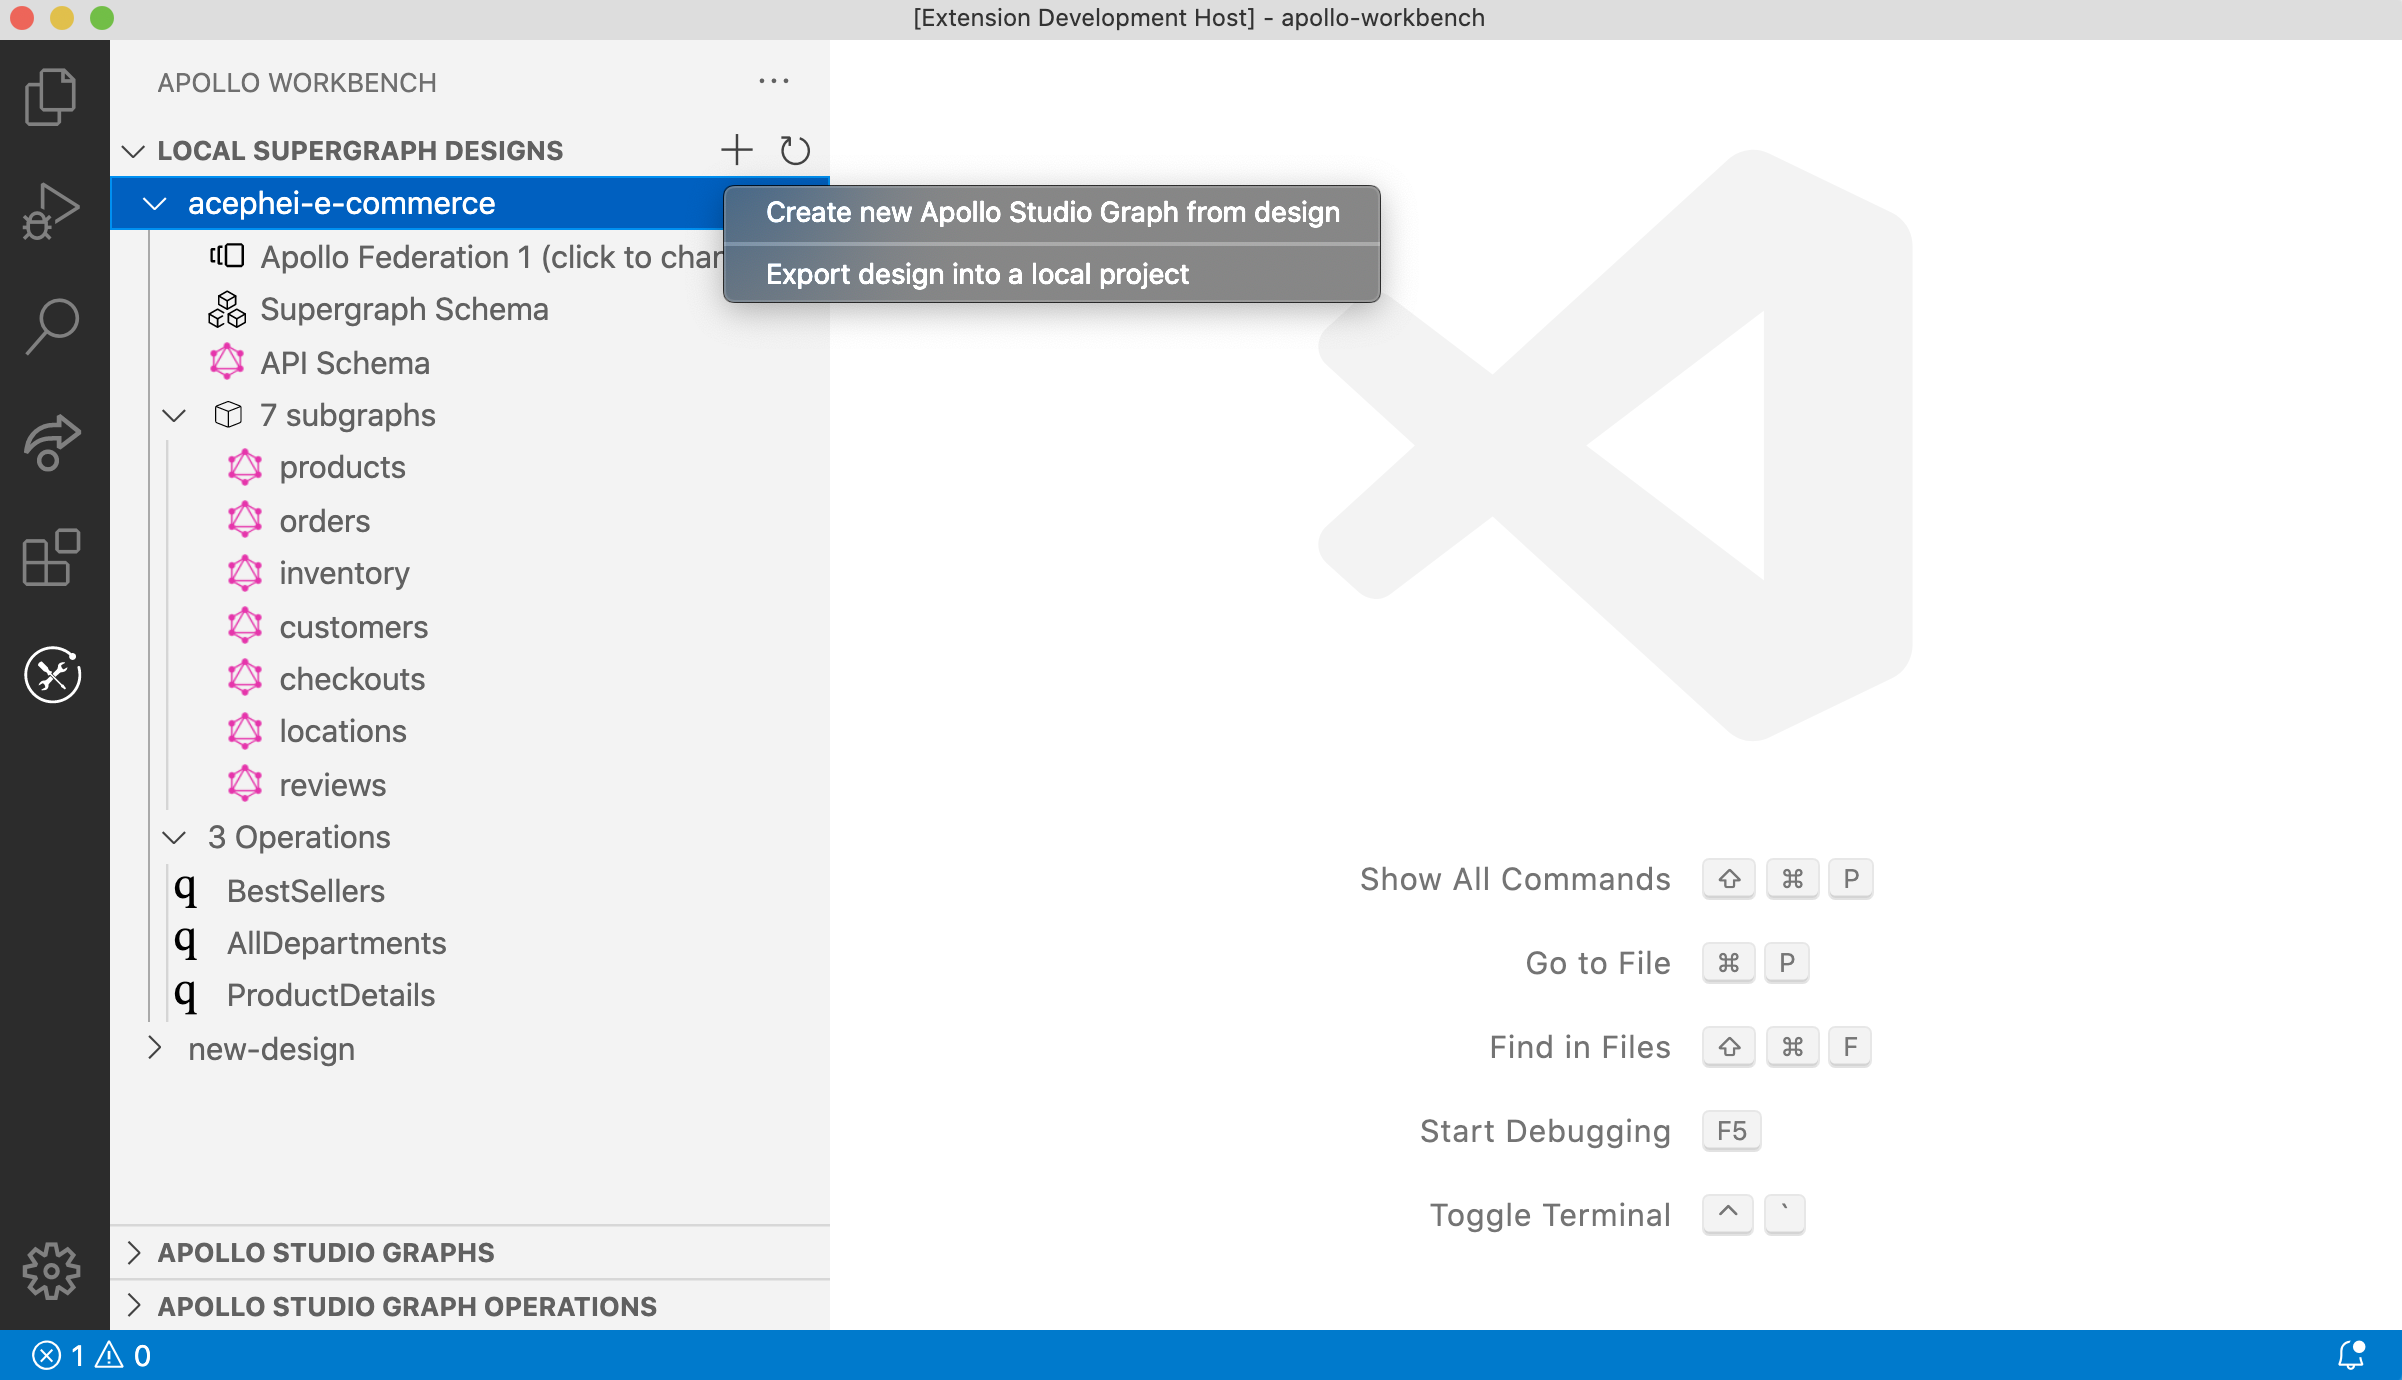 [Extension Development Host] - apollo-workbench
APOLLO WORKBENCH
LOCAL SUPERGRAPH DESIGNS
acephei-e-commerce
Create new Apollo Studio Graph from design
Export design into a local project
Apollo Federation 1 (click to char
Supergraph Schema
API Schema
7 subgraphs
products
orders
inventory
customers
checkouts
locations
reviews
3 Operations
q BestSellers
q AllDepartments
q ProductDetails
new-design
APOLLO STUDIO GRAPHS
APOLLO STUDIO GRAPH OPERATIONS
Show All Commands ⇧ ⌘ P
Go to File ⌘ P
Find in Files ⇧ ⌘ F
Start Debugging F5
Toggle Terminal ^ `
1 0